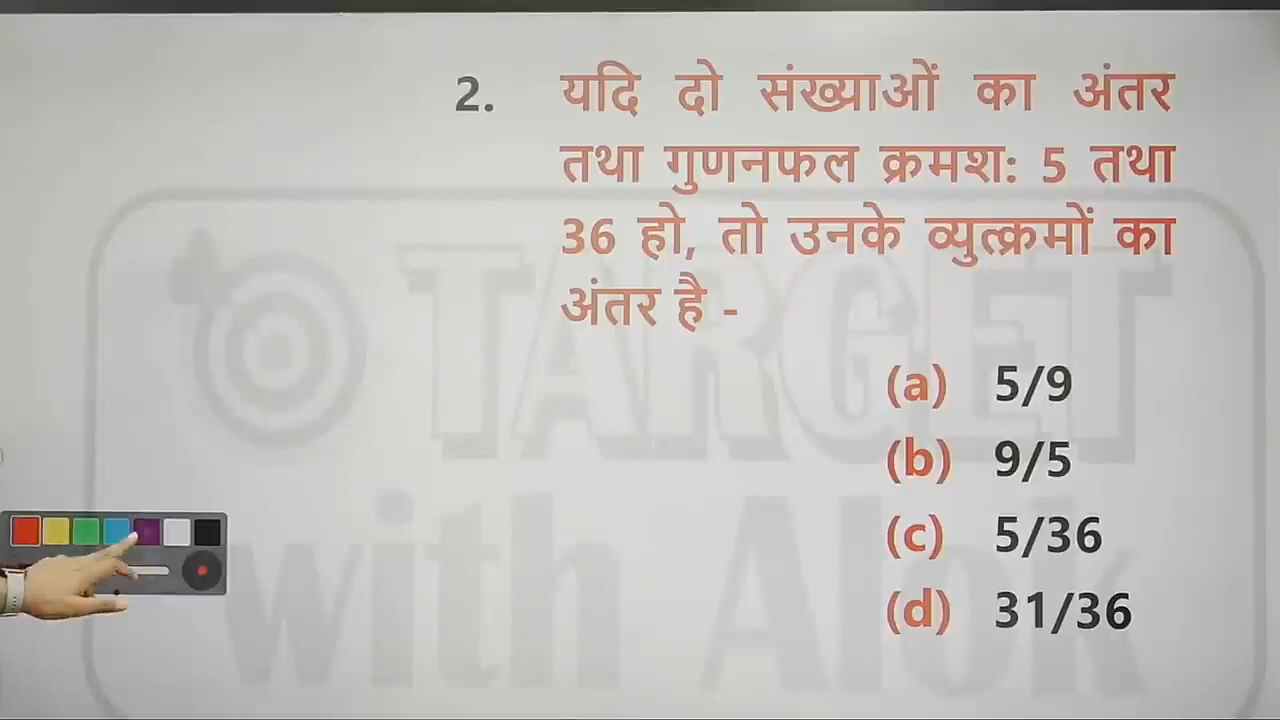 2. यदि दो संख्याओं का अंतर
तथा गुणनफल क्रमश: 5 तथा
36 हो, तो उनके व्युत्क्रमों का
अंतर है -
(a) 5/9
(b) 9/5
(c) 5/36
(d) 31/36
TARGET
with Alok